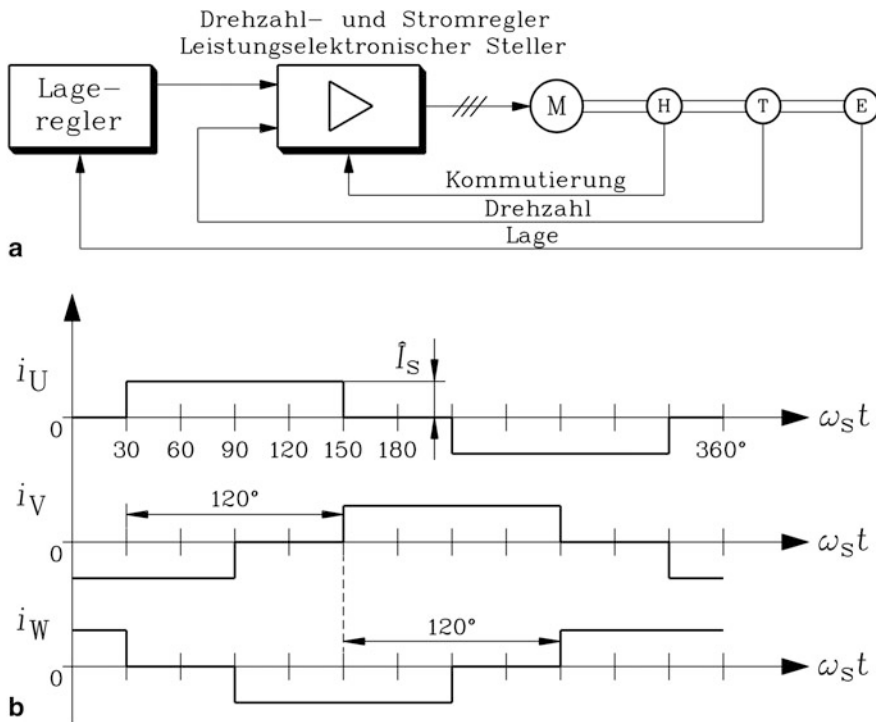 Drehzahl- und Stromregler
Leistungselektronischer Steller
Lage-
regler
M
H
T
E
Kommutierung
Drehzahl
Lage
a
i_U
Î_S
0
30 60 90 120 150 180 360°
ω_S t
i_V
120°
0
ω_S t
i_W
120°
0
ω_S t
b